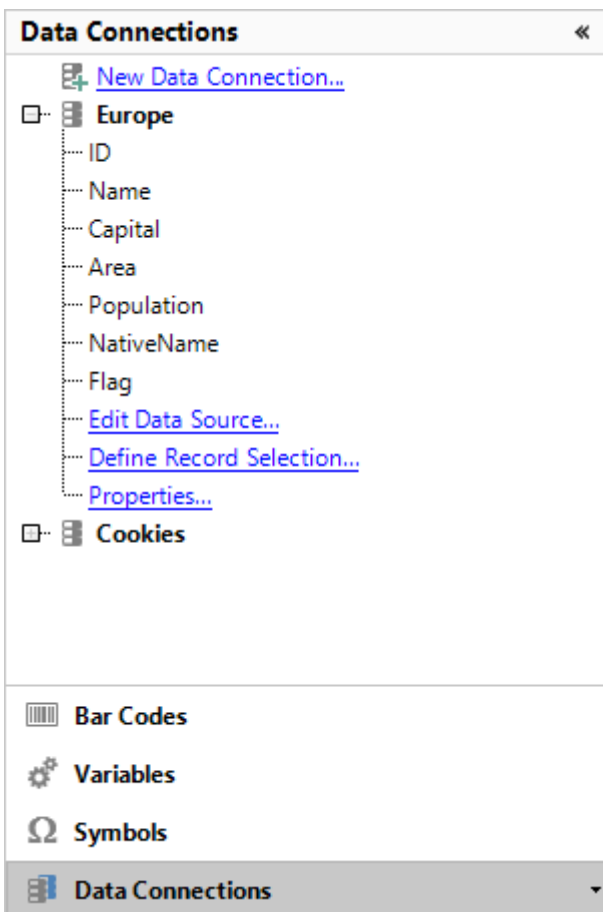 Data Connections
New Data Connection...
Europe
ID
Name
Capital
Area
Population
NativeName
Flag
Edit Data Source...
Define Record Selection...
Properties...
Cookies
Bar Codes
Variables
Symbols
Data Connections